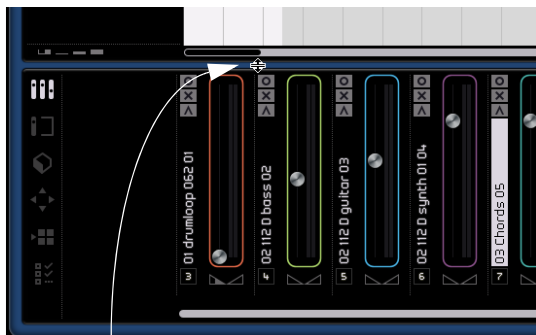 01 drumloop 062 01
3
02 112 D bass 02
4
02 112 D guitar 03
5
02 112 D synth 01 04
6
03 Chords 05
7